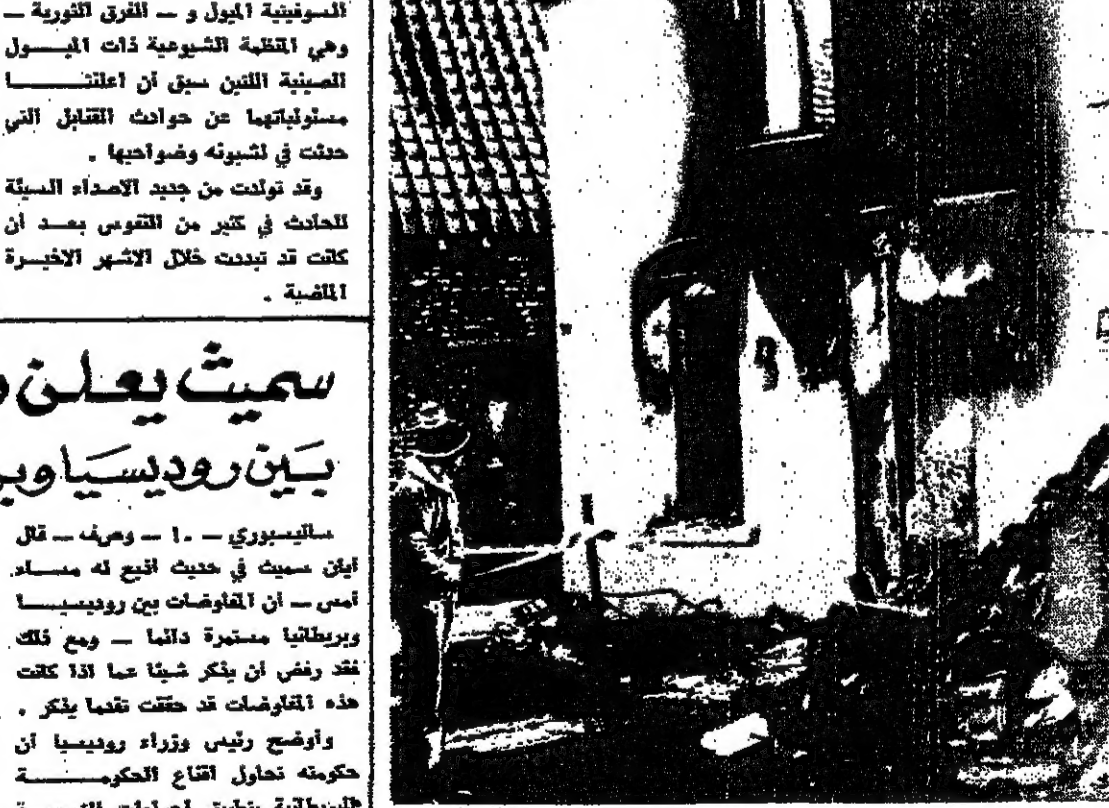 السوفيتية الميول و — الفرق الثورية —
وهي المنظمة الشيوعية ذات الميول
الصينية اللتين سبق أن أعلنتا
مسئولياتهما عن حوادث القنابل التي
حدثت في لشبونه وضواحيها .
وقد تولدت من جديد الاصداء السيئة
للحادث في كثير من النفوس بعد أن
كانت قد تبددت خلال الاشهر الاخيرة
الماضية .
سميث يعلن
بين روديسيا
ساليسبوري — ١٠ — وصف — قال
ايان سميث في حديث اذيع له مساء
أمس — أن المفاوضات بين روديسيا
وبريطانيا مستمرة دائما — ومع ذلك
فقد رفض أن يذكر شيئا عما اذا كانت
هذه المفاوضات قد حققت تقدما يذكر .
وأوضح رئيس وزراء روديسيا أن
حكومته تحاول اقناع الحكومة